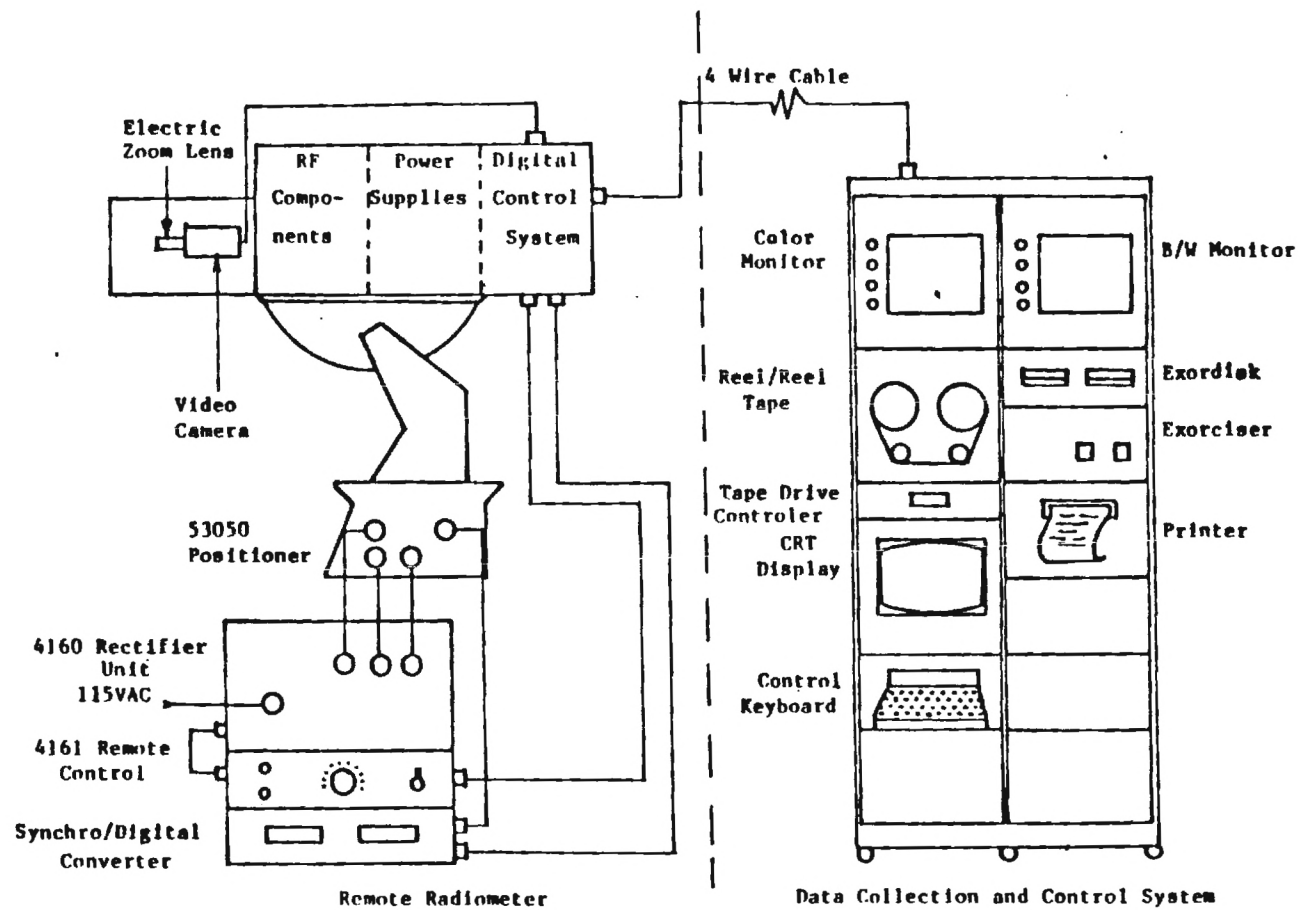 4 Wire Cable
Electric
Zoom Lens
RF
Compo-
nents
Power
Supplies
Digital
Control
System
Video
Camera
53050
Positioner
4160 Rectifier
Unit
115VAC
4161 Remote
Control
Synchro/Digital
Converter
Remote Radiometer
Color
Monitor
B/W Monitor
Reel/Reel
Tape
Exordisk
Exorciser
Tape Drive
Controler
CRT
Display
Printer
Control
Keyboard
Data Collection and Control System